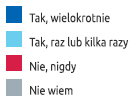 Tak, wielokrotnie
Tak, raz lub kilka razy
Nie, nigdy
Nie wiem